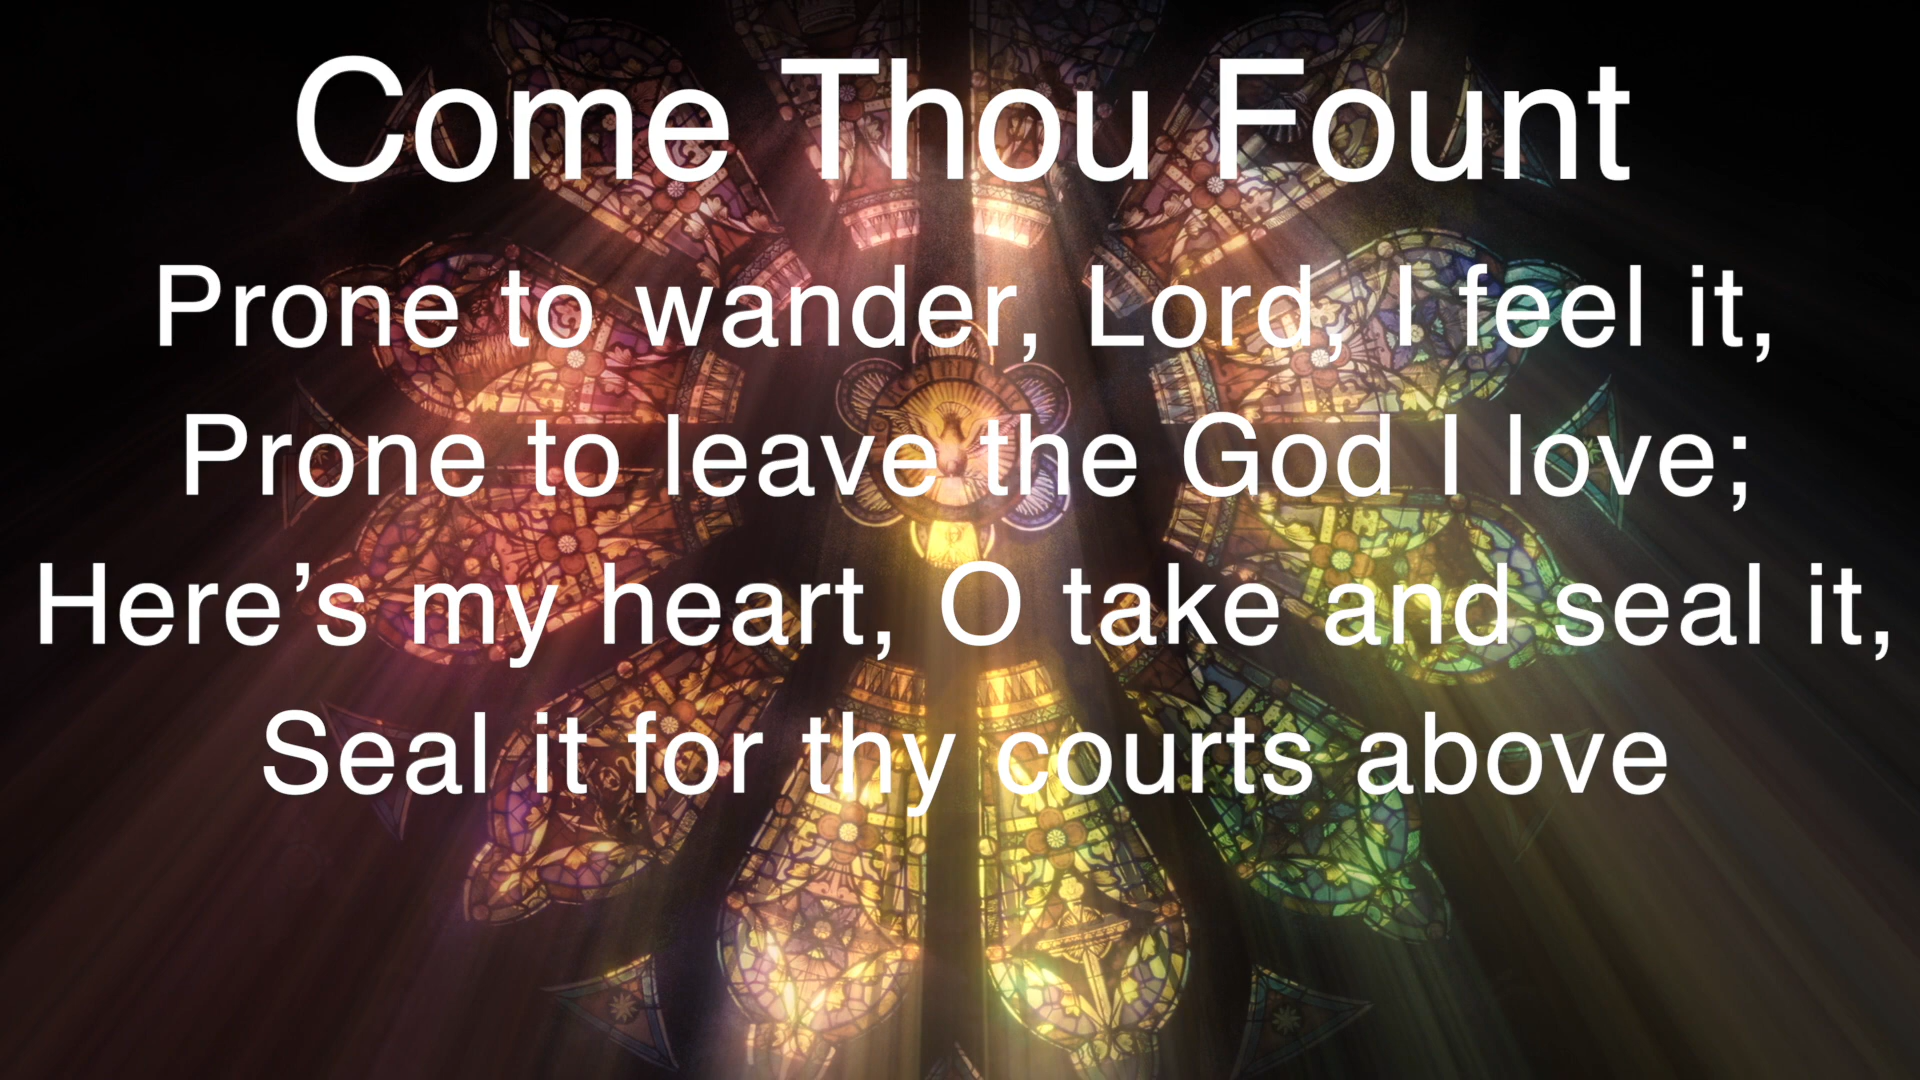 Come Thou Fount
Prone to wander, Lord, I feel it,
Prone to leave the God I love;
Here’s my heart, O take and seal it,
Seal it for thy courts above